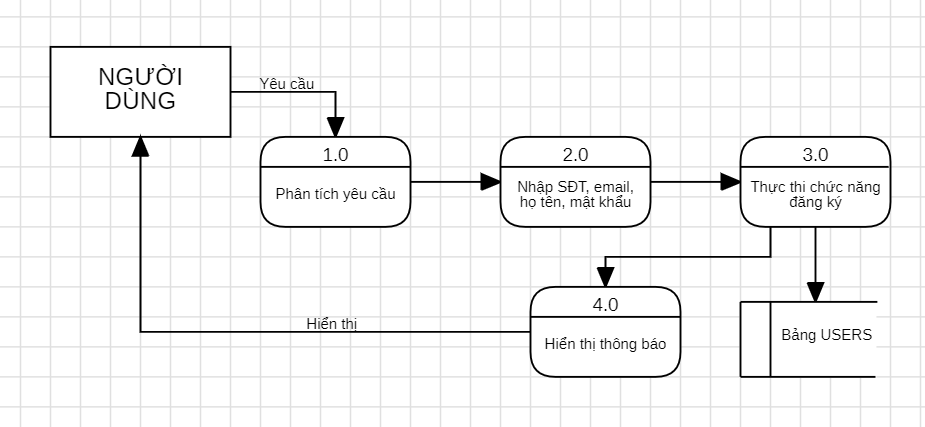 NGƯỜI
DÙNG
Yêu cầu
1.0
Phân tích yêu cầu
2.0
Nhập SĐT, email,
họ tên, mật khẩu
3.0
Thực thi chức năng
đăng ký
4.0
Hiển thị thông báo
Hiển thị
Bảng USERS